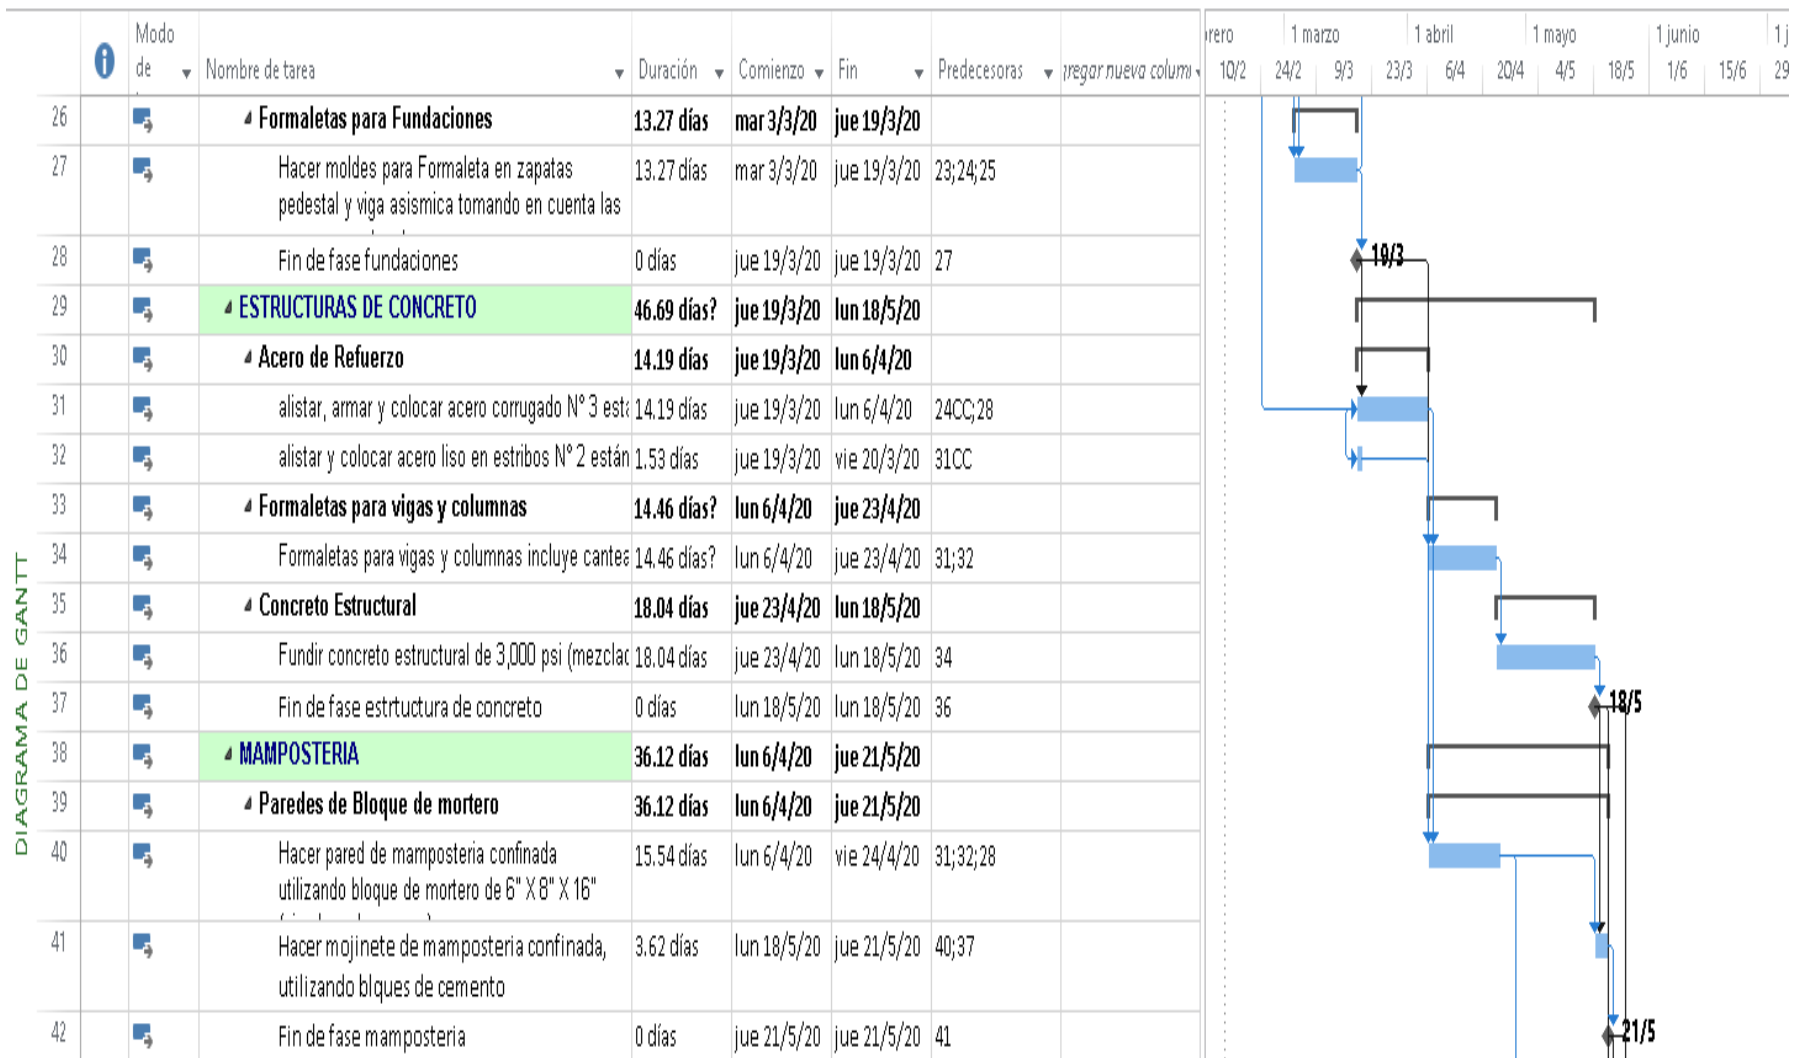 Modo
de
Nombre de tarea Duración Comienzo Fin Predecesoras
1 marzo 1 abril 1 mayo 1 junio
10/2 24/2 9/3 23/3 6/4 20/4 4/5 18/5 1/6 15/6 29
26 Formaletas para Fundaciones 13.27 días mar 3/3/20 jue 19/3/20
27 Hacer moldes para Formaleta en zapatas 13.27 días mar 3/3/20 jue 19/3/20 23;24;25
pedestal y viga asismica tomando en cuenta las
28 Fin de fase fundaciones 0 días jue 19/3/20 jue 19/3/20 27 19/3
29 ESTRUCTURAS DE CONCRETO 46.69 días? jue 19/3/20 lun 18/5/20
30 Acero de Refuerzo 14.19 días jue 19/3/20 lun 6/4/20
31 alistar, armar y colocar acero corrugado N° 3 14.19 días jue 19/3/20 lun 6/4/20 24CC;28
32 alistar y colocar acero liso en estribos N° 2 están 1.53 días jue 19/3/20 vie 20/3/20 31CC
33 Formaletas para vigas y columnas 14.46 días? lun 6/4/20 jue 23/4/20
34 Formaletas para vigas y columnas incluye cantea 14.46 días? lun 6/4/20 jue 23/4/20 31;32
35 Concreto Estructural 18.04 días jue 23/4/20 lun 18/5/20
36 Fundir concreto estructural de 3,000 psi (mezclac 18.04 días jue 23/4/20 lun 18/5/20 34
37 Fin de fase estrtuctura de concreto 0 días lun 18/5/20 lun 18/5/20 36 18/5
38 MAMPOSTERIA 36.12 días lun 6/4/20 jue 21/5/20
39 Paredes de Bloque de mortero 36.12 días lun 6/4/20 jue 21/5/20
40 Hacer pared de mamposteria confinada 15.54 días lun 6/4/20 vie 24/4/20 31;32;28
utilizando bloque de mortero de 6" X 8" X 16"
41 Hacer mojinete de mamposteria confinada, 3.62 días lun 18/5/20 jue 21/5/20 40;37
utilizando blques de cemento
42 Fin de fase mamposteria 0 días jue 21/5/20 jue 21/5/20 41 21/5
DIAGRAMA DE GANTT